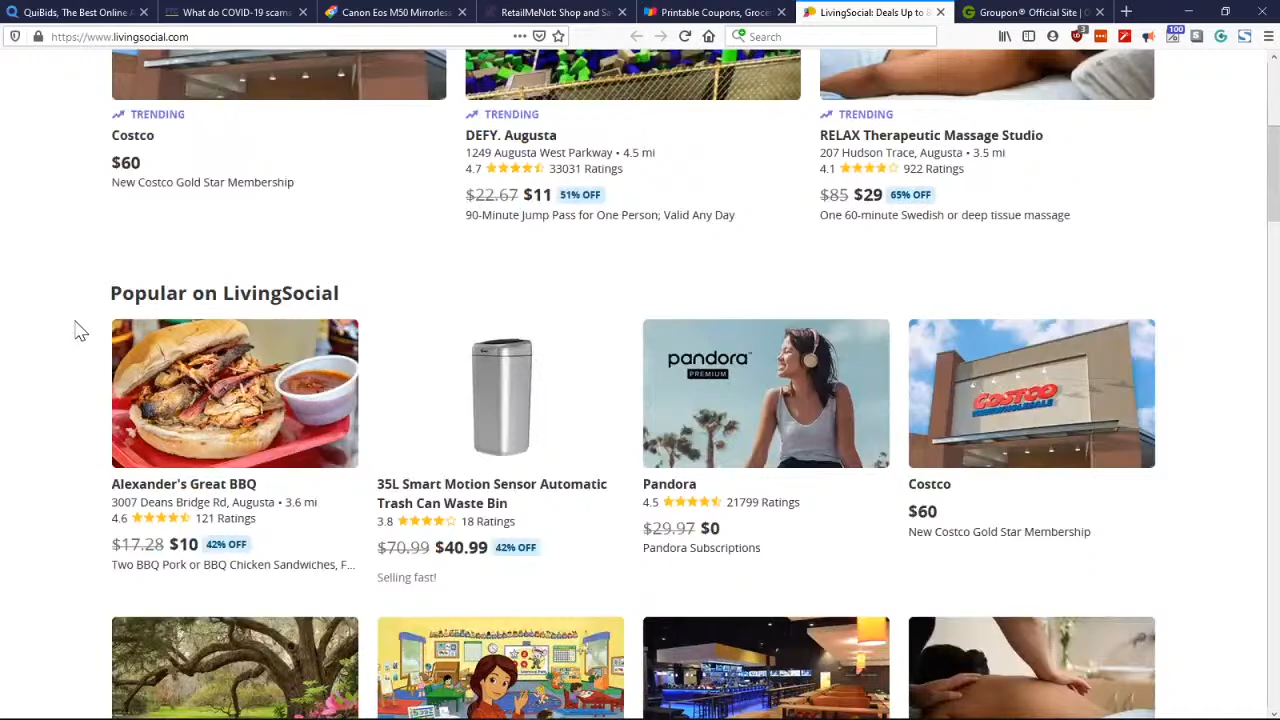 QuiBids, The Best Online A
What do COVID-19 scams
Canon Eos M50 Mirrorless
RetailMeNot: Shop and Se
Printable Coupons, Grocer
LivingSocial: Deals Up to 8
Groupon® Official Site | O
https://www.livingsocial.com
Search
3
100
TRENDING
Costco
$60
New Costco Gold Star Membership
TRENDING
DEFY. Augusta
1249 Augusta West Parkway • 4.5 mi
4.7 33031 Ratings
$22.67 $11 51% OFF
90-Minute Jump Pass for One Person; Valid Any Day
TRENDING
RELAX Therapeutic Massage Studio
207 Hudson Trace, Augusta • 3.5 mi
4.1 922 Ratings
$85 $29 65% OFF
One 60-minute Swedish or deep tissue massage
Popular on LivingSocial
Alexander's Great BBQ
3007 Deans Bridge Rd, Augusta • 3.6 mi
4.6 121 Ratings
$17.28 $10 42% OFF
Two BBQ Pork or BBQ Chicken Sandwiches, F...
35L Smart Motion Sensor Automatic
Trash Can Waste Bin
3.8 18 Ratings
$70.99 $40.99 42% OFF
Selling fast!
pandora
PREMIUM
Pandora
4.5 21799 Ratings
$29.97 $0
Pandora Subscriptions
COSTCO
WHOLESALE
Costco
$60
New Costco Gold Star Membership